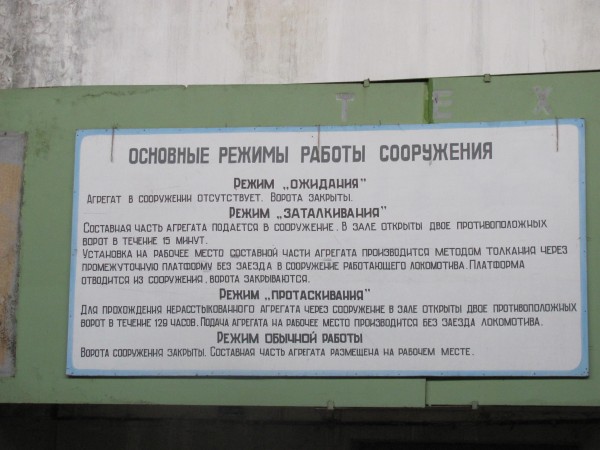 Т Е Х
ОСНОВНЫЕ РЕЖИМЫ РАБОТЫ СООРУЖЕНИЯ
РЕЖИМ „ОЖИДАНИЯ"
АГРЕГАТ В СООРУЖЕНИИ ОТСУТСТВУЕТ. ВОРОТА ЗАКРЫТЫ.
РЕЖИМ „ЗАТАЛКИВАНИЯ"
СОСТАВНАЯ ЧАСТЬ АГРЕГАТА ПОДАЕТСЯ В СООРУЖЕНИЕ. В ЗАЛЕ ОТКРЫТЫ ДВОЕ ПРОТИВОПОЛОЖНЫХ
ВОРОТ В ТЕЧЕНИЕ 15 МИНУТ.
УСТАНОВКА НА РАБОЧЕЕ МЕСТО СОСТАВНОЙ ЧАСТИ АГРЕГАТА ПРОИЗВОДИТСЯ МЕТОДОМ ТОЛКАНИЯ ЧЕРЕЗ
ПРОМЕЖУТОЧНУЮ ПЛАТФОРМУ БЕЗ ЗАЕЗДА В СООРУЖЕНИЕ РАБОТАЮЩЕГО ЛОКОМОТИВА. ПЛАТФОРМА
ОТВОДИТСЯ ИЗ СООРУЖЕНИЯ, ВОРОТА ЗАКРЫВАЮТСЯ.
РЕЖИМ „ПРОТАСКИВАНИЯ"
ДЛЯ ПРОХОЖДЕНИЯ НЕРАССТЫКОВАННОГО АГРЕГАТА ЧЕРЕЗ СООРУЖЕНИЕ В ЗАЛЕ ОТКРЫТЫ ДВОЕ ПРОТИВОПОЛОЖНЫХ
ВОРОТ В ТЕЧЕНИЕ 129 ЧАСОВ. ПОДАЧА АГРЕГАТА НА РАБОЧЕЕ МЕСТО ПРОИЗВОДИТСЯ БЕЗ ЗАЕЗДА ЛОКОМОТИВА.
РЕЖИМ ОБЫЧНОЙ РАБОТЫ
ВОРОТА СООРУЖЕНИЯ ЗАКРЫТЫ. СОСТАВНАЯ ЧАСТЬ АГРЕГАТА РАЗМЕЩЕНА НА РАБОЧЕМ МЕСТЕ.